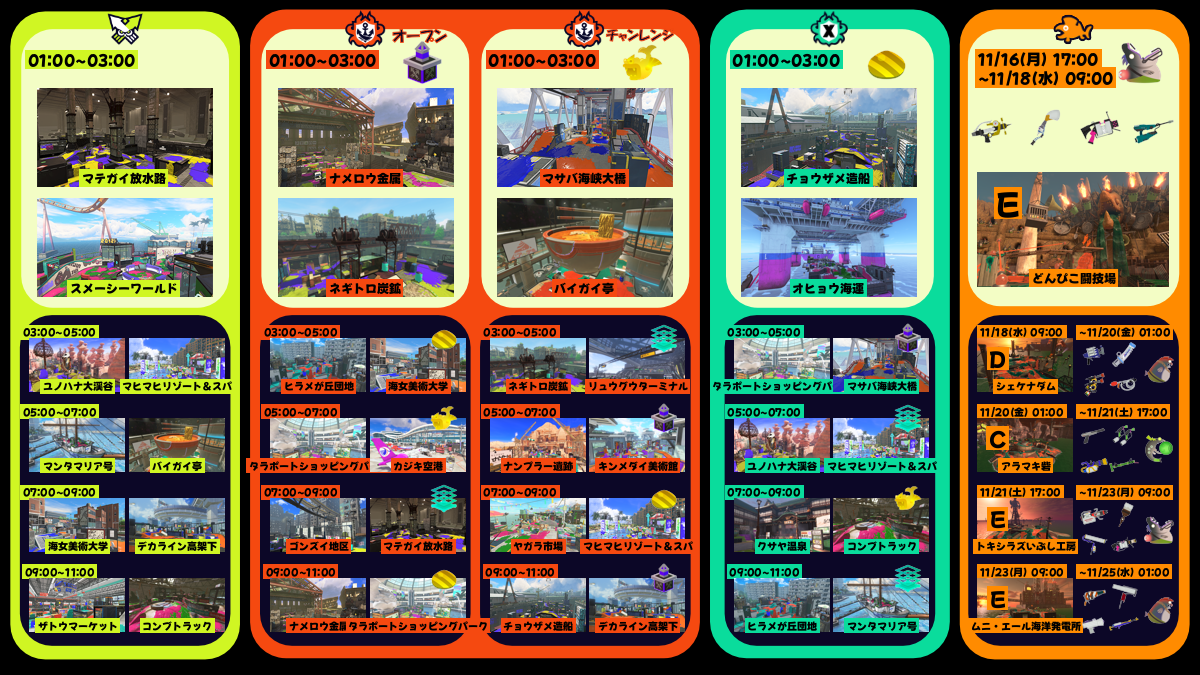 01:00~03:00
マテガイ放水路
スメーシーワールド
03:00~05:00
ユノハナ大渓谷
マヒマヒリゾート&スパ
05:00~07:00
マンタマリア号
バイガイ亭
07:00~09:00
海女美術大学
デカライン高架下
09:00~11:00
ザトウマーケット
コンブトラック
オープン
01:00~03:00
ナメロウ金属
ネギトロ炭鉱
チャレンジ
01:00~03:00
マサバ海峡大橋
バイガイ亭
03:00~05:00
ヒラメが丘団地
海女美術大学
05:00~07:00
タラポートショッピングパ
カジキ空港
07:00~09:00
ゴンズイ地区
マテガイ放水路
09:00~11:00
ナメロウ金属
タラポートショッピングパーク
03:00~05:00
ネギトロ炭鉱
リュウグウターミナル
05:00~07:00
ナンプラー遺跡
キンメダイ美術館
07:00~09:00
ヤガラ市場
マヒマヒリゾート&スパ
09:00~11:00
チョウザメ造船
デカライン高架下
X
01:00~03:00
チョウザメ造船
オヒョウ海運
03:00~05:00
タラポートショッピングパ
マサバ海峡大橋
05:00~07:00
ユノハナ大渓谷
マヒマヒリゾート&スパ
07:00~09:00
クサヤ温泉
コンブトラック
09:00~11:00
ヒラメが丘団地
マンタマリア号
11/16(月) 17:00
~11/18(水) 09:00
E
どんぴこ闘技場
11/18(水) 09:00
~11/20(金) 01:00
D
シェケナダム
11/20(金) 01:00
~11/21(土) 17:00
C
アラマキ砦
11/21(土) 17:00
~11/23(月) 09:00
E
トキシラズいぶし工房
11/23(月) 09:00
~11/25(水) 01:00
E
ムニ・エール海洋発電所